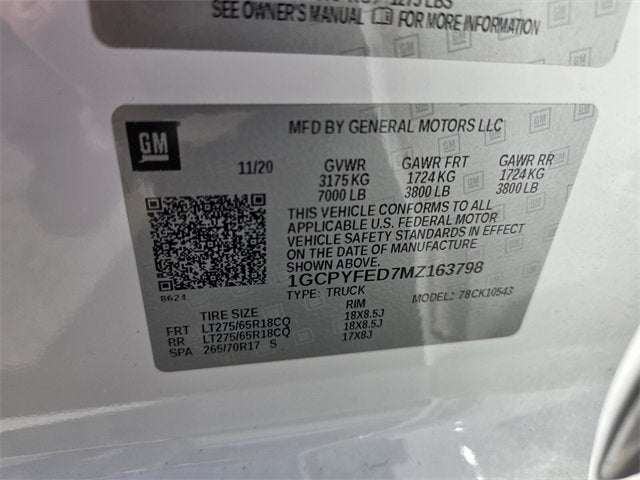 1275 LBS
SEE OWNER'S MANUAL FOR MORE INFORMATION
GM
MFD BY GENERAL MOTORS LLC
11/20 GVWR GAWR FRT GAWR RR
3175 KG 1724 KG 1724 KG
7000 LB 3800 LB 3800 LB
THIS VEHICLE CONFORMS TO ALL
APPLICABLE U.S. FEDERAL MOTOR
VEHICLE SAFETY STANDARDS IN EFFECT
ON THE DATE OF MANUFACTURE
SHOWN ABOVE.
1GCPYFED7MZ163798
TYPE: TRUCK MODEL: 78CK10543
8624
TIRE SIZE RIM
FRT LT275/65R18CQ 18X8.5J
RR LT275/65R18CQ 18X8.5J
SPA 265/70R17 S 17X8J